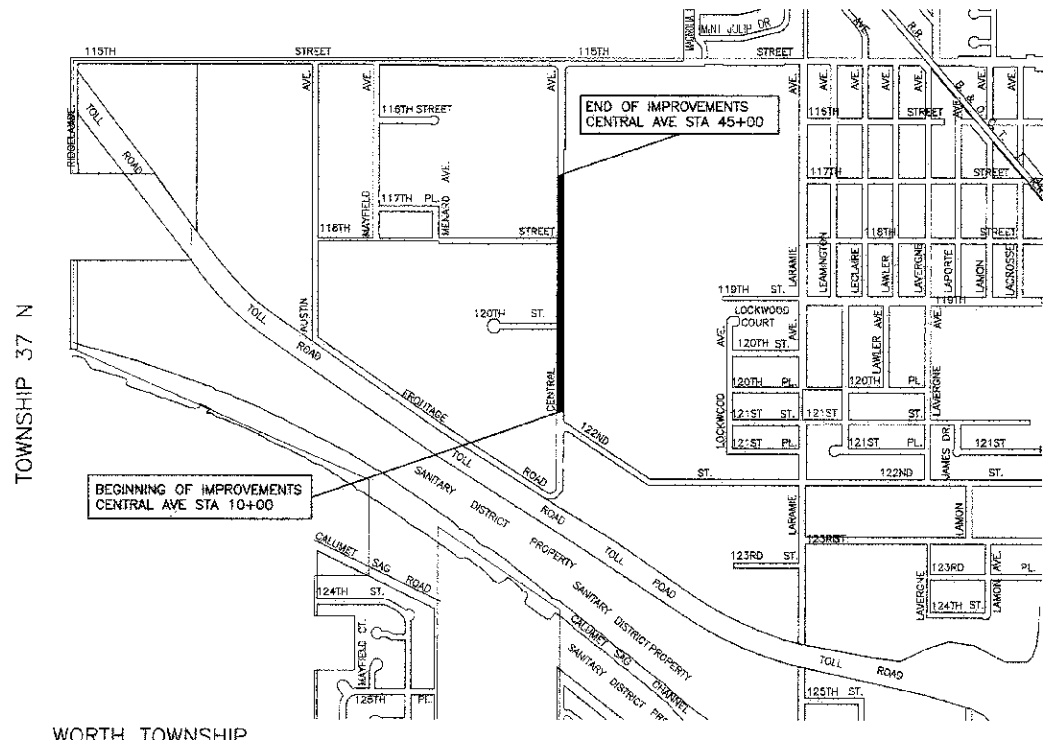 MAGNOLIA
MINT JULIP DR
AVE.
R.R.
B. & O. C. T.
115TH STREET
115TH STREET
RIDGELAND
TOLL ROAD
AVE.
AVE.
116TH STREET
MENARD AVE.
117TH PL.
MAYFIELD
118TH STREET
AVE.
END OF IMPROVEMENTS
CENTRAL AVE STA 45+00
AVE.
AVE.
AVE.
AVE.
AVE.
AVE.
AVE.
AVE.
116TH STREET
117TH STREET
118TH STREET
LARAMIE
LEAMINGTON
LECLAIRE
LAWLER
LAVERGNE
LAPORTE
LAMON
LACROSSE
TOWNSHIP 37 N
AUSTIN
TOLL ROAD
120TH ST.
CENTRAL
119TH ST.
119TH
LOCKWOOD
COURT
AVE.
AVE.
120TH ST.
LAWLER AVE
AVE.
120TH PL.
120TH PL.
LAVERGNE
LOCKWOOD
121ST ST.
121ST ST.
121ST PL.
121ST PL.
JAMES DR
121ST
122ND ST.
122ND ST.
FRONTAGE ROAD
TOLL ROAD
TOLL ROAD
BEGINNING OF IMPROVEMENTS
CENTRAL AVE STA 10+00
SANITARY DISTRICT PROPERTY
SANITARY DISTRICT PROPERTY
LARAMIE
LAMON
123RD ST.
123RD ST.
123RD PL.
AVE.
LAVERGNE
LAMON
124TH ST.
CALUMET SAG ROAD
124TH ST.
MAYFIELD CT.
125TH PL.
CALUMET SAG CHANNEL
SANITARY DISTRICT
TOLL ROAD
125TH ST.
WORTH TOWNSHIP